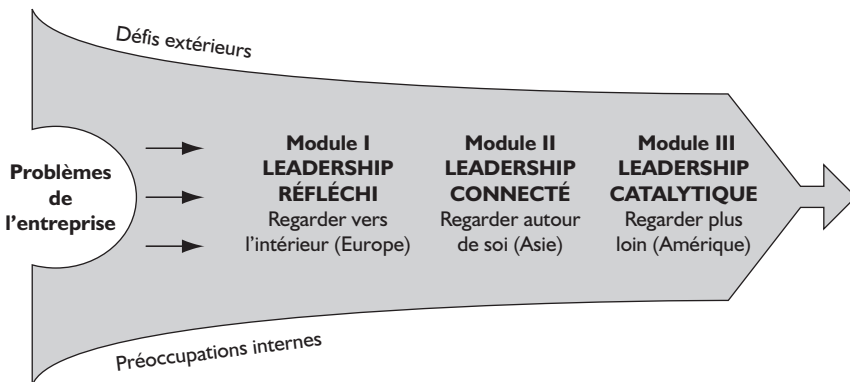 Défis extérieurs
Problèmes
de
l'entreprise
Module I
LEADERSHIP
RÉFLÉCHI
Regarder vers
l'intérieur (Europe)
Module II
LEADERSHIP
CONNECTÉ
Regarder autour
de soi (Asie)
Module III
LEADERSHIP
CATALYTIQUE
Regarder plus
loin (Amérique)
Préoccupations internes